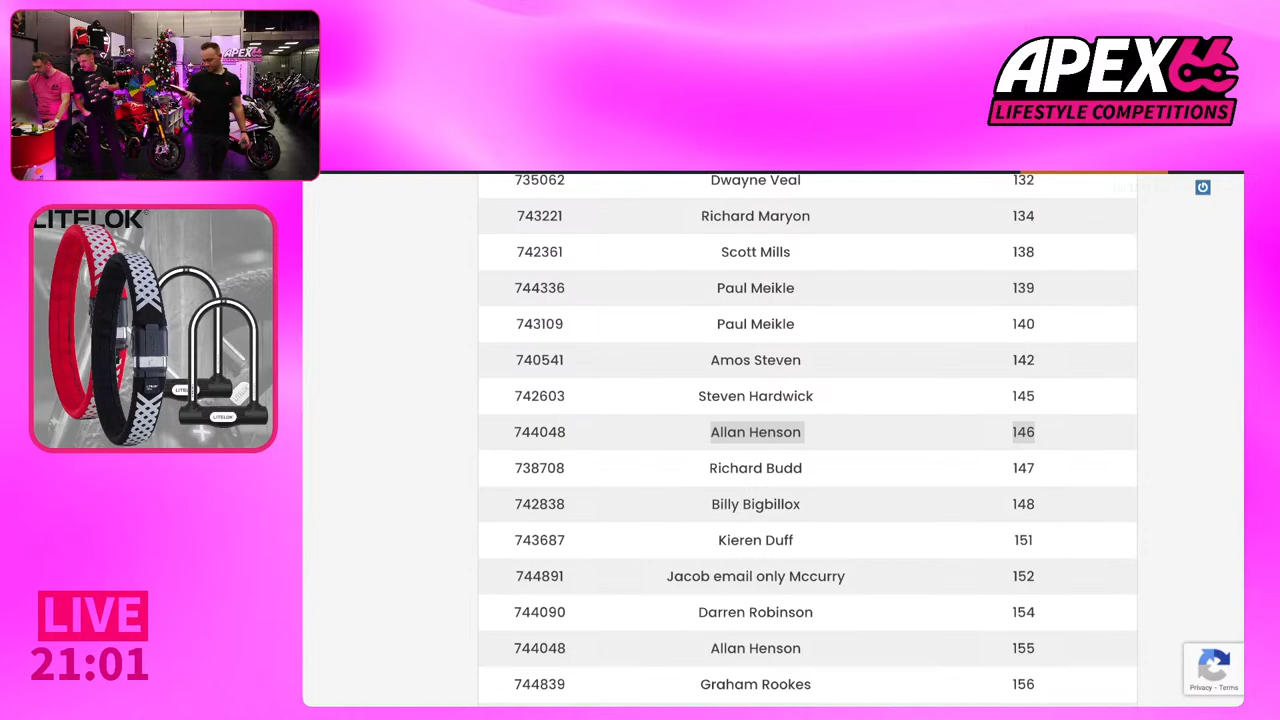 APEX66
APEX66
LIFESTYLE COMPETITIONS
LITELOK
LITELOK
735062 Dwayne Veal 132
743221 Richard Maryon 134
742361 Scott Mills 138
744336 Paul Meikle 139
743109 Paul Meikle 140
740541 Amos Steven 142
742603 Steven Hardwick 145
744048 Allan Henson 146
738708 Richard Budd 147
742838 Billy Bigbillox 148
743687 Kieren Duff 151
744891 Jacob email only Mccurry 152
744090 Darren Robinson 154
744048 Allan Henson 155
744839 Graham Rookes 156
LIVE
21:01
Privacy - Terms